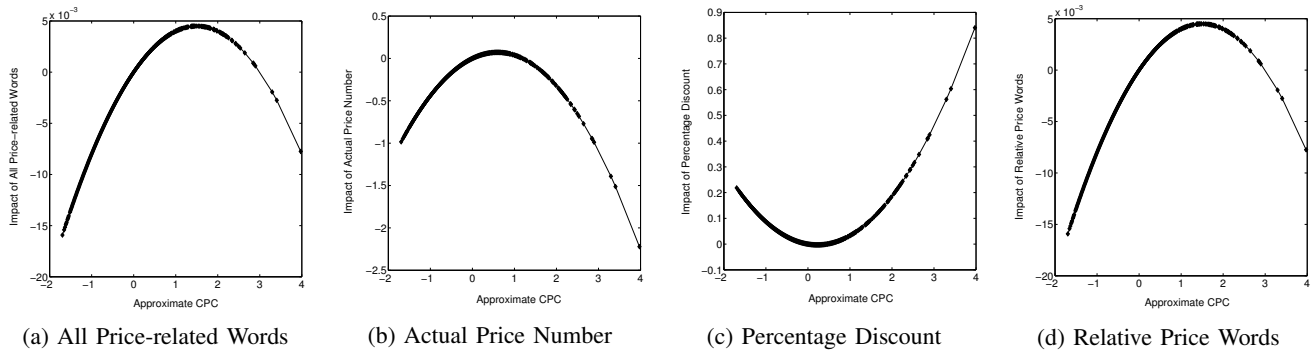 x 10⁻³
5
0
−5
−10
−15
−20
−2 −1 0 1 2 3 4
Approximate CPC
Impact of All Price−related Words
(a) All Price-related Words
0.5
0
−0.5
−1
−1.5
−2
−2.5
−2 −1 0 1 2 3 4
Approximate CPC
Impact of Actual Price Number
(b) Actual Price Number
0.9
0.8
0.7
0.6
0.5
0.4
0.3
0.2
0.1
0
−0.1
−2 −1 0 1 2 3 4
Approximate CPC
Impact of Percentage Discount
(c) Percentage Discount
x 10⁻³
5
0
−5
−10
−15
−20
−2 −1 0 1 2 3 4
Approximate CPC
Impact of Relative Price Words
(d) Relative Price Words